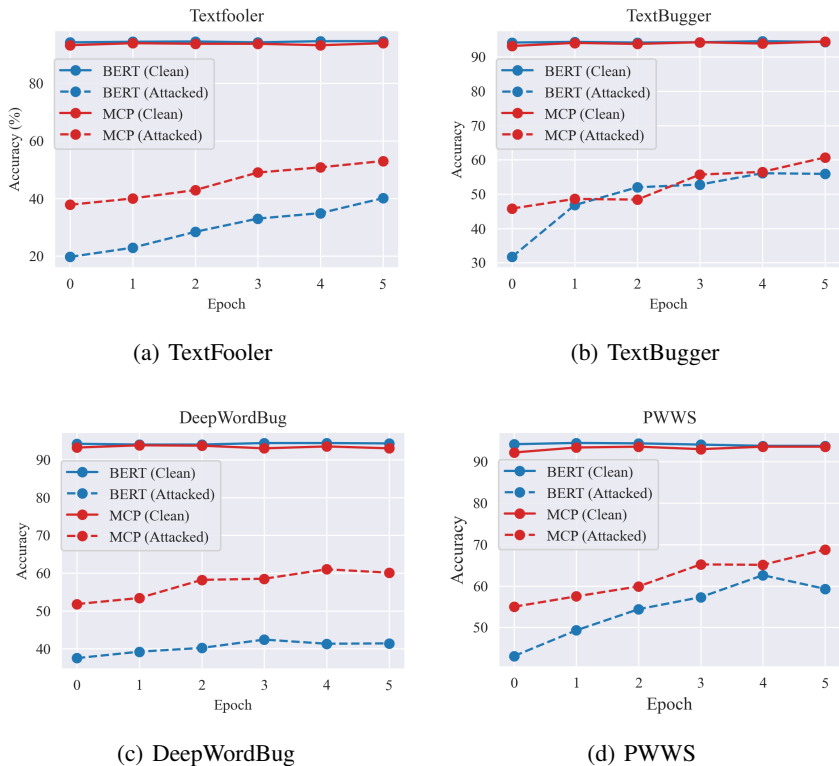 Textfooler
Accuracy (%)
80
60
40
20
BERT (Clean)
BERT (Attacked)
MCP (Clean)
MCP (Attacked)
0 1 2 3 4 5
Epoch
(a) TextFooler
TextBugger
Accuracy
90
80
70
60
50
40
30
BERT (Clean)
BERT (Attacked)
MCP (Clean)
MCP (Attacked)
0 1 2 3 4 5
Epoch
(b) TextBugger
DeepWordBug
Accuracy
90
80
70
60
50
40
BERT (Clean)
BERT (Attacked)
MCP (Clean)
MCP (Attacked)
0 1 2 3 4 5
(c) DeepWordBug
PWWS
Accuracy
90
80
70
60
50
BERT (Clean)
BERT (Attacked)
MCP (Clean)
MCP (Attacked)
0 1 2 3 4 5
Epoch
(d) PWWS